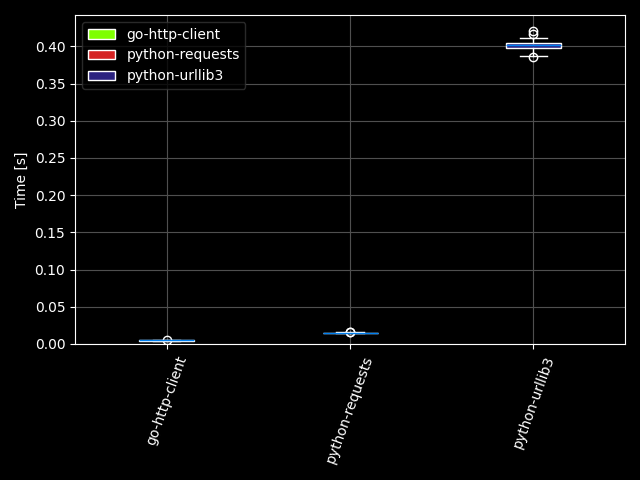 go-http-client
python-requests
python-urllib3
Time [s]
0.40
0.35
0.30
0.25
0.20
0.15
0.10
0.05
0.00
go-http-client
python-requests
python-urllib3